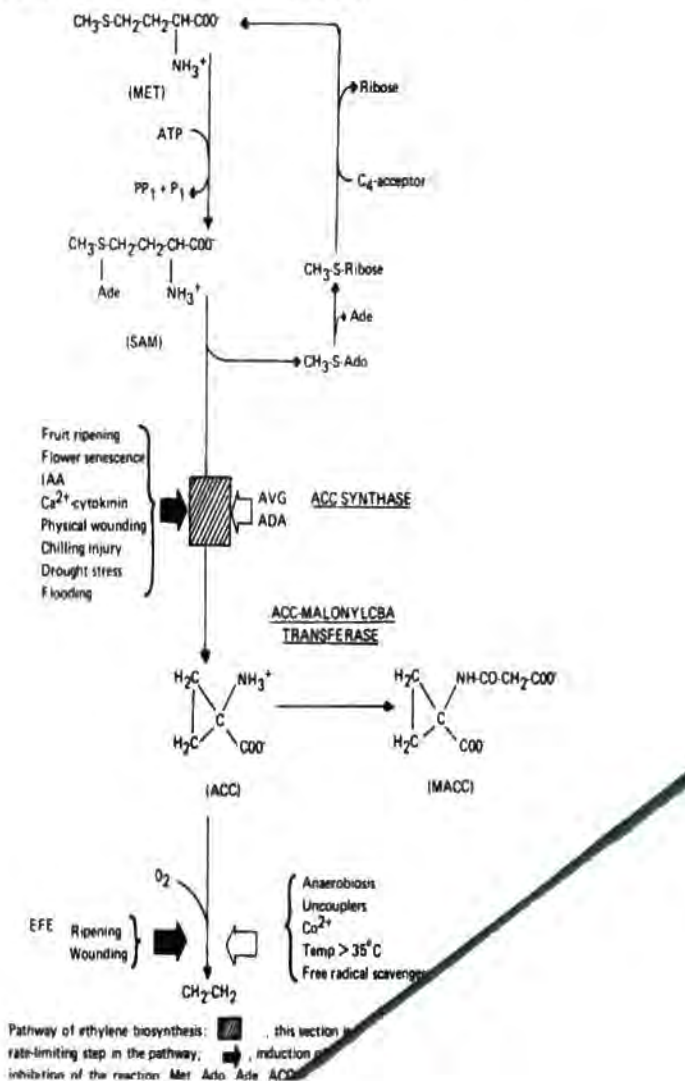 CH₃S-CH₂-CH₂-CH-COO⁻
NH₃⁺
(MET)
ATP
PP₁ + P₁
Ribose
C₄-acceptor
CH₃-S-CH₂-CH₂-CH-COO⁻
Ade
NH₃⁺
(SAM)
CH₃-S-Ribose
Ade
CH₃-S-Ado
Fruit ripening
Flower senescence
IAA
Ca²⁺-cytokinin
Physical wounding
Chilling injury
Drought stress
Flooding
AVG
ADA
ACC SYNTHASE
ACC-MALONYLCBA
TRANSFERASE
H₂C
NH₃⁺
C
H₂C
COO⁻
(ACC)
H₂C
NH-CO-CH₂-COO⁻
C
H₂C
COO⁻
(MACC)
O₂
EFE
Ripening
Wounding
Anaerobiosis
Uncouplers
Co²⁺
Temp > 35°C
Free radical
CH₂-CH₂
Pathway of ethylene biosynthesis: , this section
rate-limiting step in the pathway; , induction
inhibition of the reaction. Met, Ado, Ade,